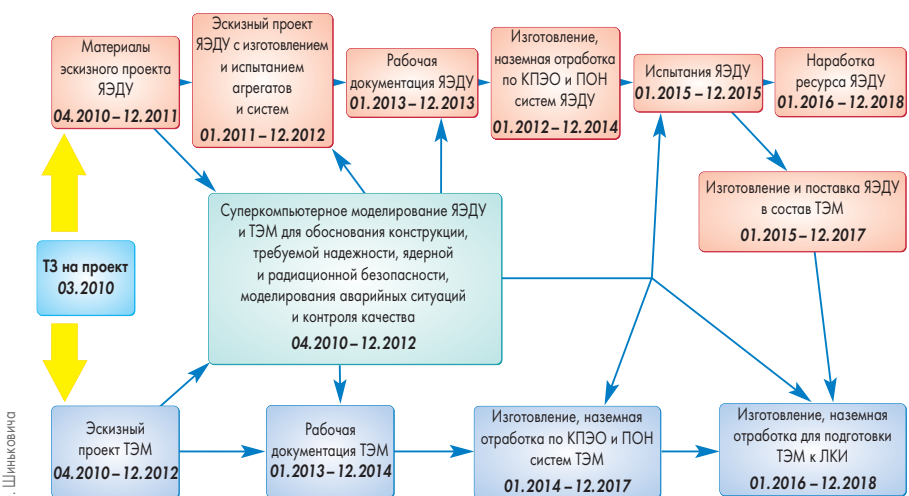 Материалы
эскизного проекта
ЯЭДУ
04.2010 – 12.2011
Эскизный проект
ЯЭДУ с изготовлением
и испытанием
агрегатов
и систем
01.2011 – 12.2012
Рабочая
документация ЯЭДУ
01.2013 – 12.2013
Изготовление,
наземная отработка
по КПЭО и ПОН
систем ЯЭДУ
01.2012 – 12.2014
Испытания ЯЭДУ
01.2015 – 12.2015
Наработка
ресурса ЯЭДУ
01.2016 – 12.2018
Суперкомпьютерное моделирование ЯЭДУ
и ТЭМ для обоснования конструкции,
требуемой надежности, ядерной
и радиационной безопасности,
моделирования аварийных ситуаций
и контроля качества
04.2010 – 12.2012
Изготовление и поставка ЯЭДУ
в состав ТЭМ
01.2015 – 12.2017
ТЗ на проект
03.2010
Эскизный
проект ТЭМ
04.2010 – 12.2012
Рабочая
документация ТЭМ
01.2013 – 12.2014
Изготовление, наземная
отработка по КПЭО и ПОН
систем ТЭМ
01.2014 – 12.2017
Изготовление, наземная
отработка для подготовки
ТЭМ к ЛКИ
01.2016 – 12.2018
. Шиньковича